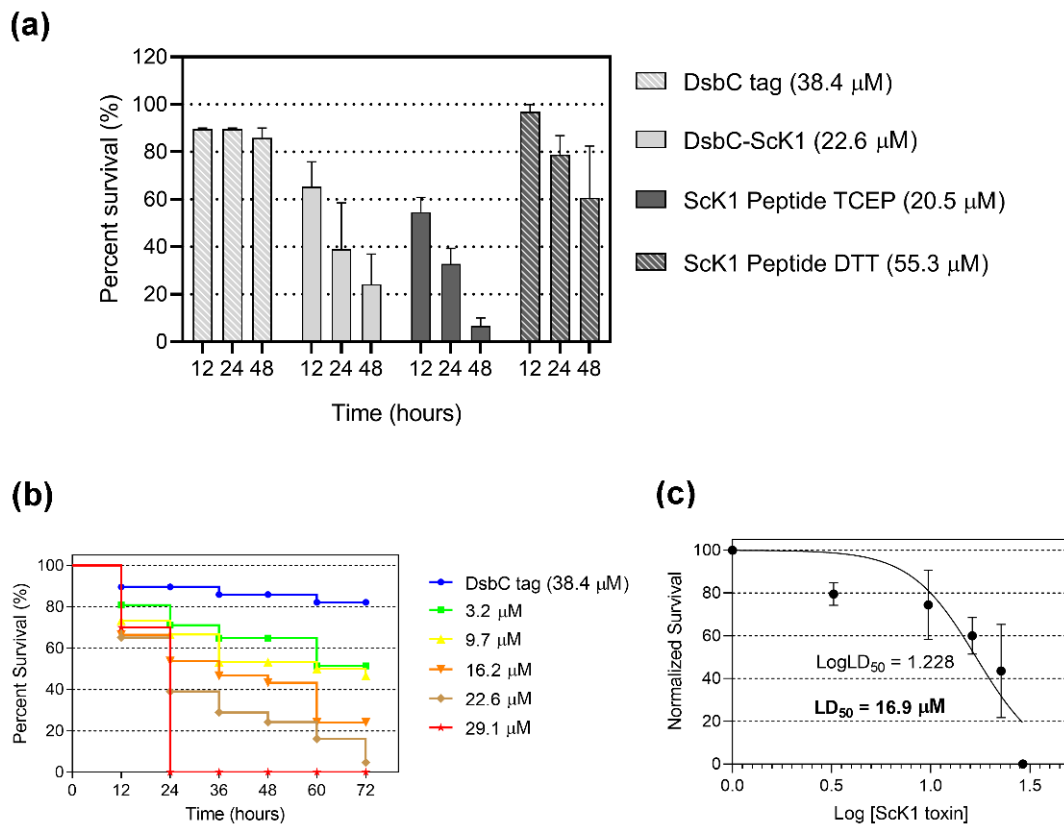 (a)
120
100
80
60
40
20
0
Percent survival (%)
12 24 48 12 24 48 12 24 48 12 24 48
Time (hours)
DsbC tag (38.4 μM)
DsbC-ScK1 (22.6 μM)
ScK1 Peptide TCEP (20.5 μM)
ScK1 Peptide DTT (55.3 μM)
(b)
100
80
60
40
20
0
Percent Survival (%)
0 12 24 36 48 60 72
Time (hours)
DsbC tag (38.4 μM)
3.2 μM
9.7 μM
16.2 μM
22.6 μM
29.1 μM
(c)
100
80
60
40
20
0
Normalized Survival
LogLD50 = 1.228
LD50 = 16.9 μM
0.0 0.5 1.0 1.5
Log [ScK1 toxin]